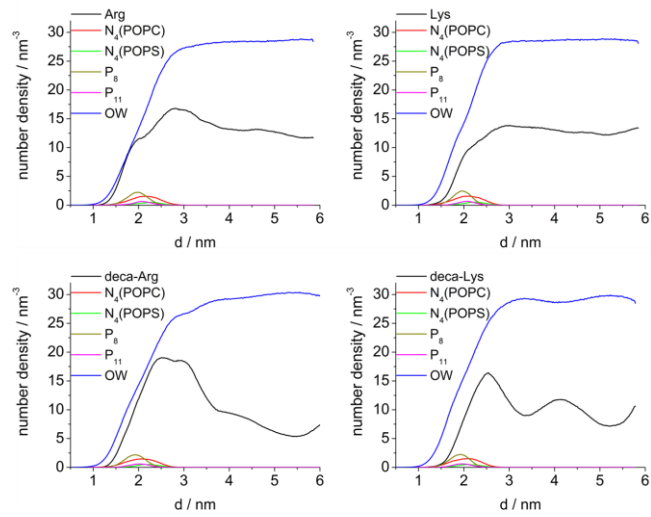 Arg
N₄(POPC)
N₄(POPS)
P₈
P₁₁
OW
number density / nm⁻³
30
25
20
15
10
5
0
1 2 3 4 5 6
d / nm
Lys
N₄(POPC)
N₄(POPS)
P₈
P₁₁
OW
number density / nm⁻³
30
25
20
15
10
5
0
1 2 3 4 5 6
d / nm
deca-Arg
N₄(POPC)
N₄(POPS)
P₈
P₁₁
OW
number density / nm⁻³
30
25
20
15
10
5
0
1 2 3 4 5 6
d / nm
deca-Lys
N₄(POPC)
N₄(POPS)
P₈
P₁₁
OW
number density / nm⁻³
30
25
20
15
10
5
0
1 2 3 4 5 6
d / nm